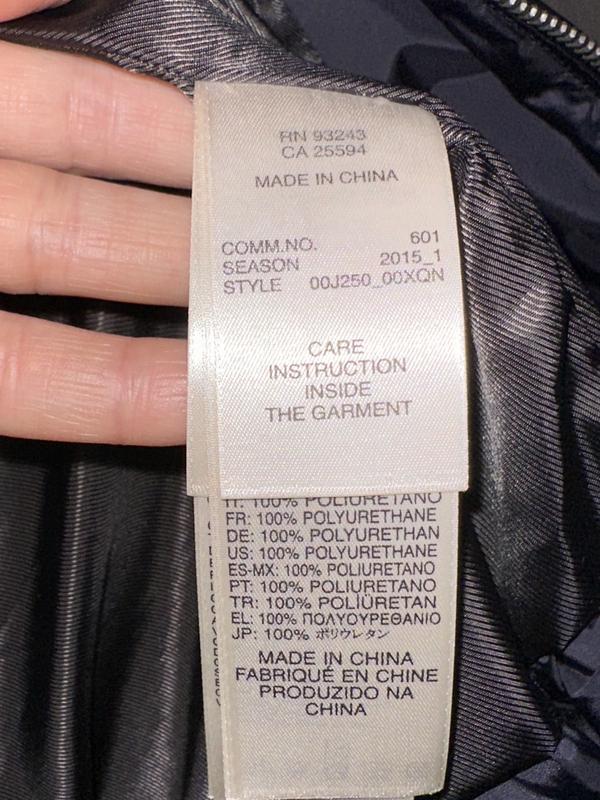 RN 93243
CA 25594
MADE IN CHINA
COMM.NO. 601
SEASON 2015_1
STYLE 00J250_00XQN
CARE
INSTRUCTION
INSIDE
THE GARMENT
IT: 100% POLIURETANO
FR: 100% POLYURETHANE
DE: 100% POLYURETHAN
US: 100% POLYURETHANE
ES-MX: 100% POLIURETANO
PT: 100% POLIURETANO
TR: 100% POLIÜRETAN
EL: 100% ΠΟΛΥΟΥΡΕΘΑΝΙΟ
JP: 100% ポリウレタン
MADE IN CHINA
FABRIQUÉ EN CHINE
PRODUZIDO NA
CHINA